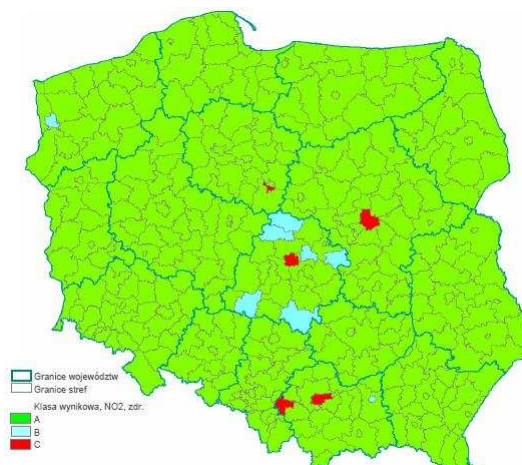 Granice województw
Granice stref
Klasa wynikowa, NO2, zdr.
A
B
C